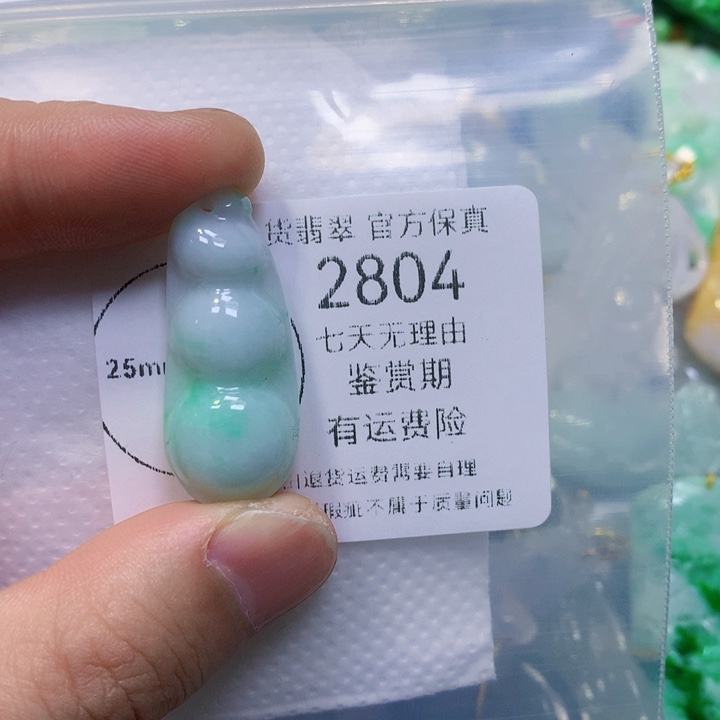 货翡翠 官方保真
2804
七天无理由
25mm
鉴赏期
有运费险
退货运费需要自理
瑕疵不属于质量问题